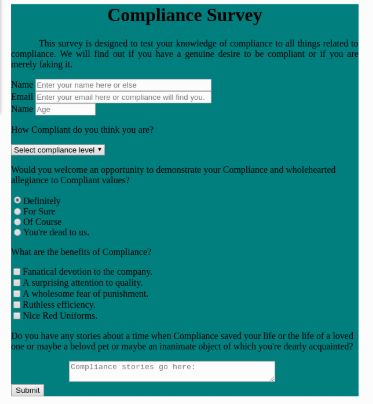 Compliance Survey
This survey is designed to test your knowledge of compliance to all things related to
compliance. We will find out if you have a genuine desire to be compliant or if you are
merely faking it.
Name Enter your name here or else
Email Enter your email here or compliance will find you.
Name Age
How Compliant do you think you are?
Select compliance level
Would you welcome an opportunity to demonstrate your Compliance and wholehearted
allegiance to Compliant values?
Definitely
For Sure
Of Course
You're dead to us.
What are the benefits of Compliance?
Fanatical devotion to the company.
A surprising attention to quality.
A wholesome fear of punishment.
Ruthless efficiency.
Nice Red Uniforms.
Do you have any stories about a time when Compliance saved your life or the life of a loved
one or maybe a belovd pet or maybe an inanimate object of which you're dearly acquainted?
Compliance stories go here:
Submit